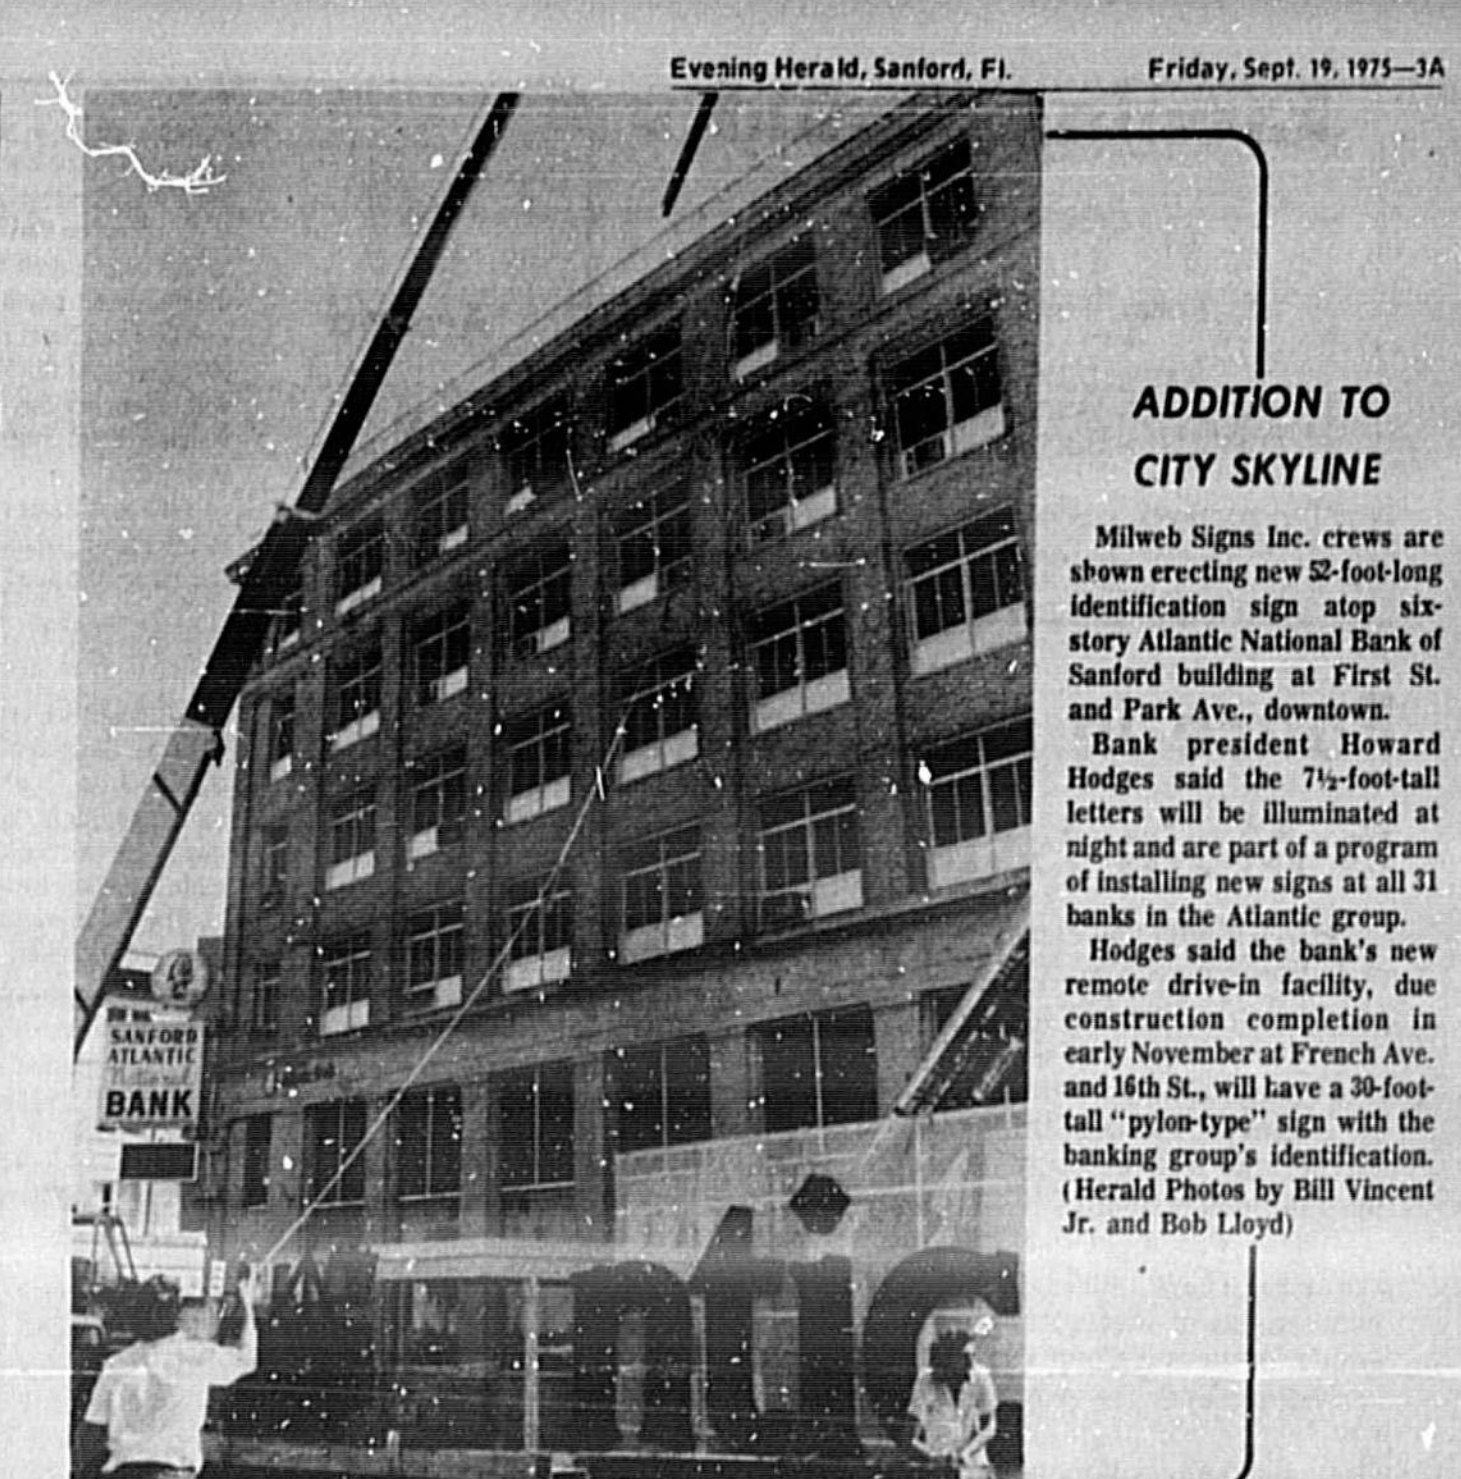 Evening Herald, Sanford, Fl.
Friday, Sept. 19, 1975—3A
ADDITION TO
CITY SKYLINE
Milweb Signs Inc. crews are
shown erecting new 52-foot-long
identification sign atop six-
story Atlantic National Bank of
Sanford building at First St.
and Park Ave., downtown.
Bank president Howard
Hodges said the 7½-foot-tall
letters will be illuminated at
night and are part of a program
of installing new signs at all 31
banks in the Atlantic group.
Hodges said the bank's new
remote drive-in facility, due
construction completion in
early November at French Ave.
and 16th St., will have a 30-foot-
tall "pylon-type" sign with the
banking group's identification.
(Herald Photos by Bill Vincent
Jr. and Bob Lloyd)
SANFORD
ATLANTIC
National
BANK